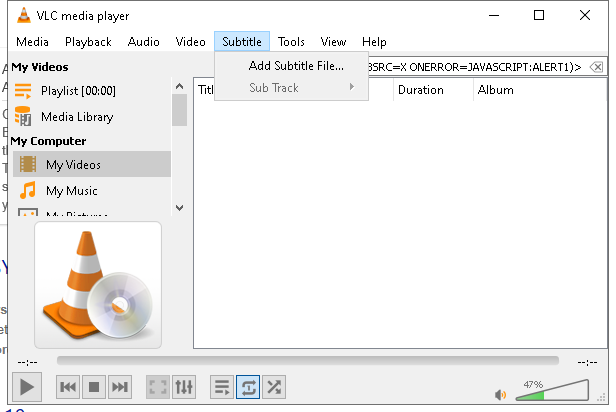 VLC media player
Media Playback Audio Video Subtitle Tools View Help
My Videos
BSRC=X ONERROR=JAVASCRIPT:ALERT1)>
Add Subtitle File...
Sub Track
Playlist [00:00]
Media Library
My Computer
My Videos
My Music
My Pictures
Titl Duration Album
--:-- --:--
47%